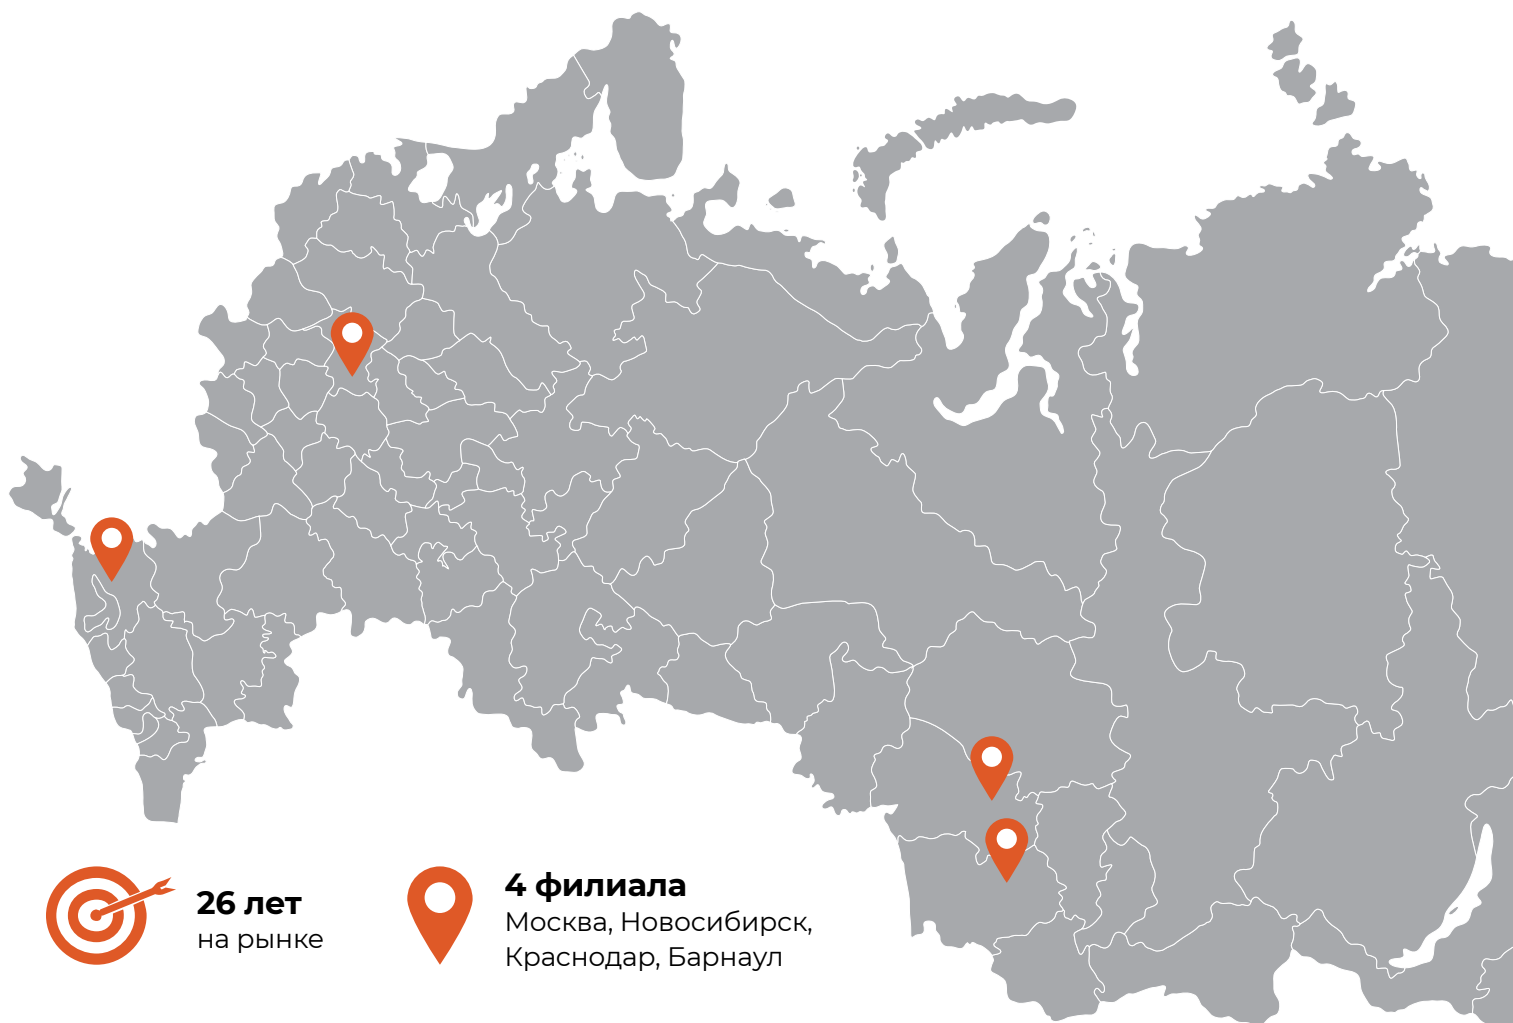 26 лет
на рынке
4 филиала
Москва, Новосибирск,
Краснодар, Барнаул